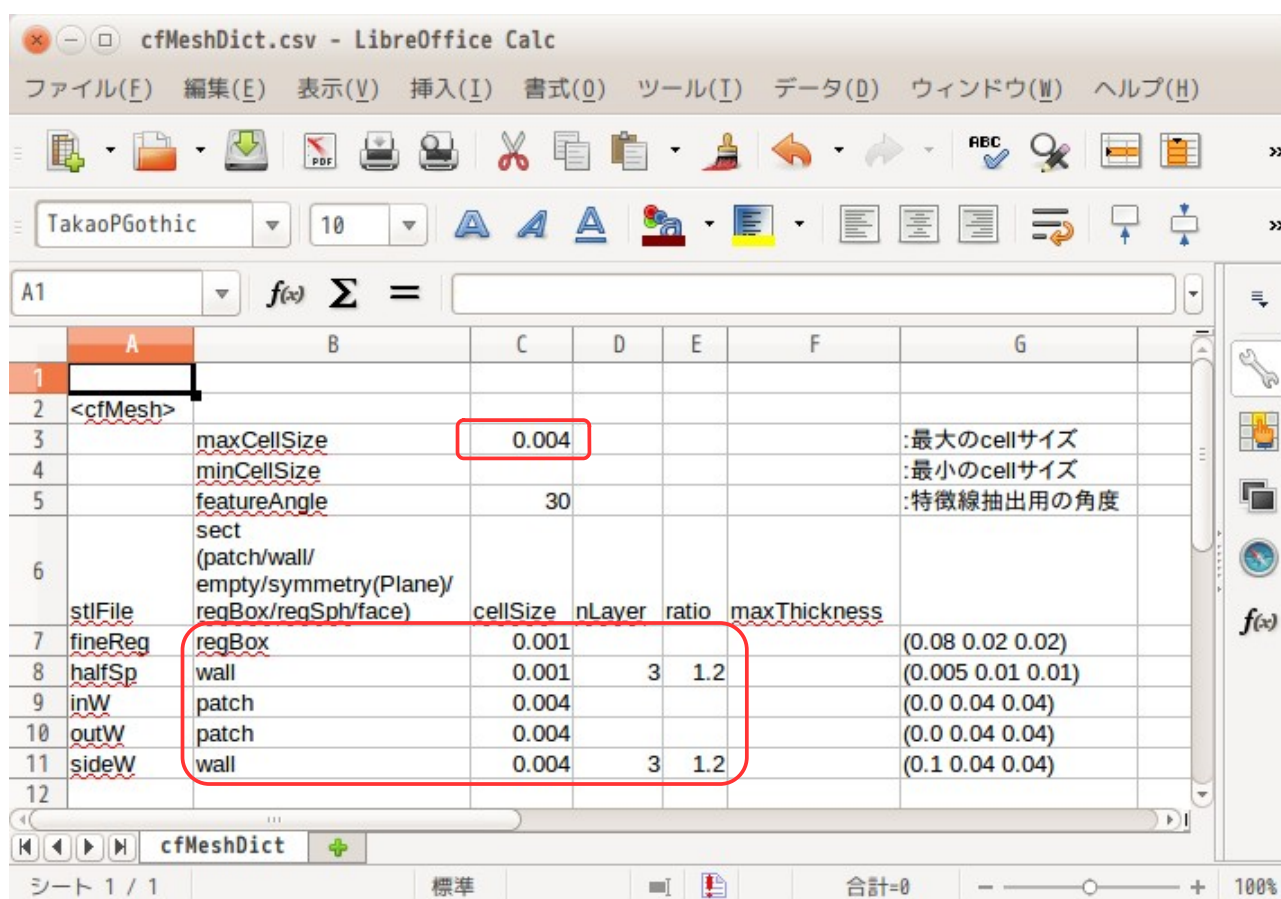 cfMeshDict.csv - LibreOffice Calc
ファイル(F) 編集(E) 表示(V) 挿入(I) 書式(O) ツール(T) データ(D) ウィンドウ(W) ヘルプ(H)
PDF ABC »
TakaoPGothic 10 a »
A1 f(x) Σ =
A B C D E F G
1
2 <cfMesh>
3 maxCellSize 0.004 :最大のcellサイズ
4 minCellSize :最小のcellサイズ
5 featureAngle 30 :特徴線抽出用の角度
sect
(patch/wall/
6 empty/symmetry(Plane)/
stlFile regBox/regSph/face) cellSize nLayer ratio maxThickness
7 fineReg regBox 0.001 (0.08 0.02 0.02)
8 halfSp wall 0.001 3 1.2 (0.005 0.01 0.01)
9 inW patch 0.004 (0.0 0.04 0.04)
10 outW patch 0.004 (0.0 0.04 0.04)
11 sideW wall 0.004 3 1.2 (0.1 0.04 0.04)
12
cfMeshDict
シート 1 / 1 標準 合計=0 100%
f(x)